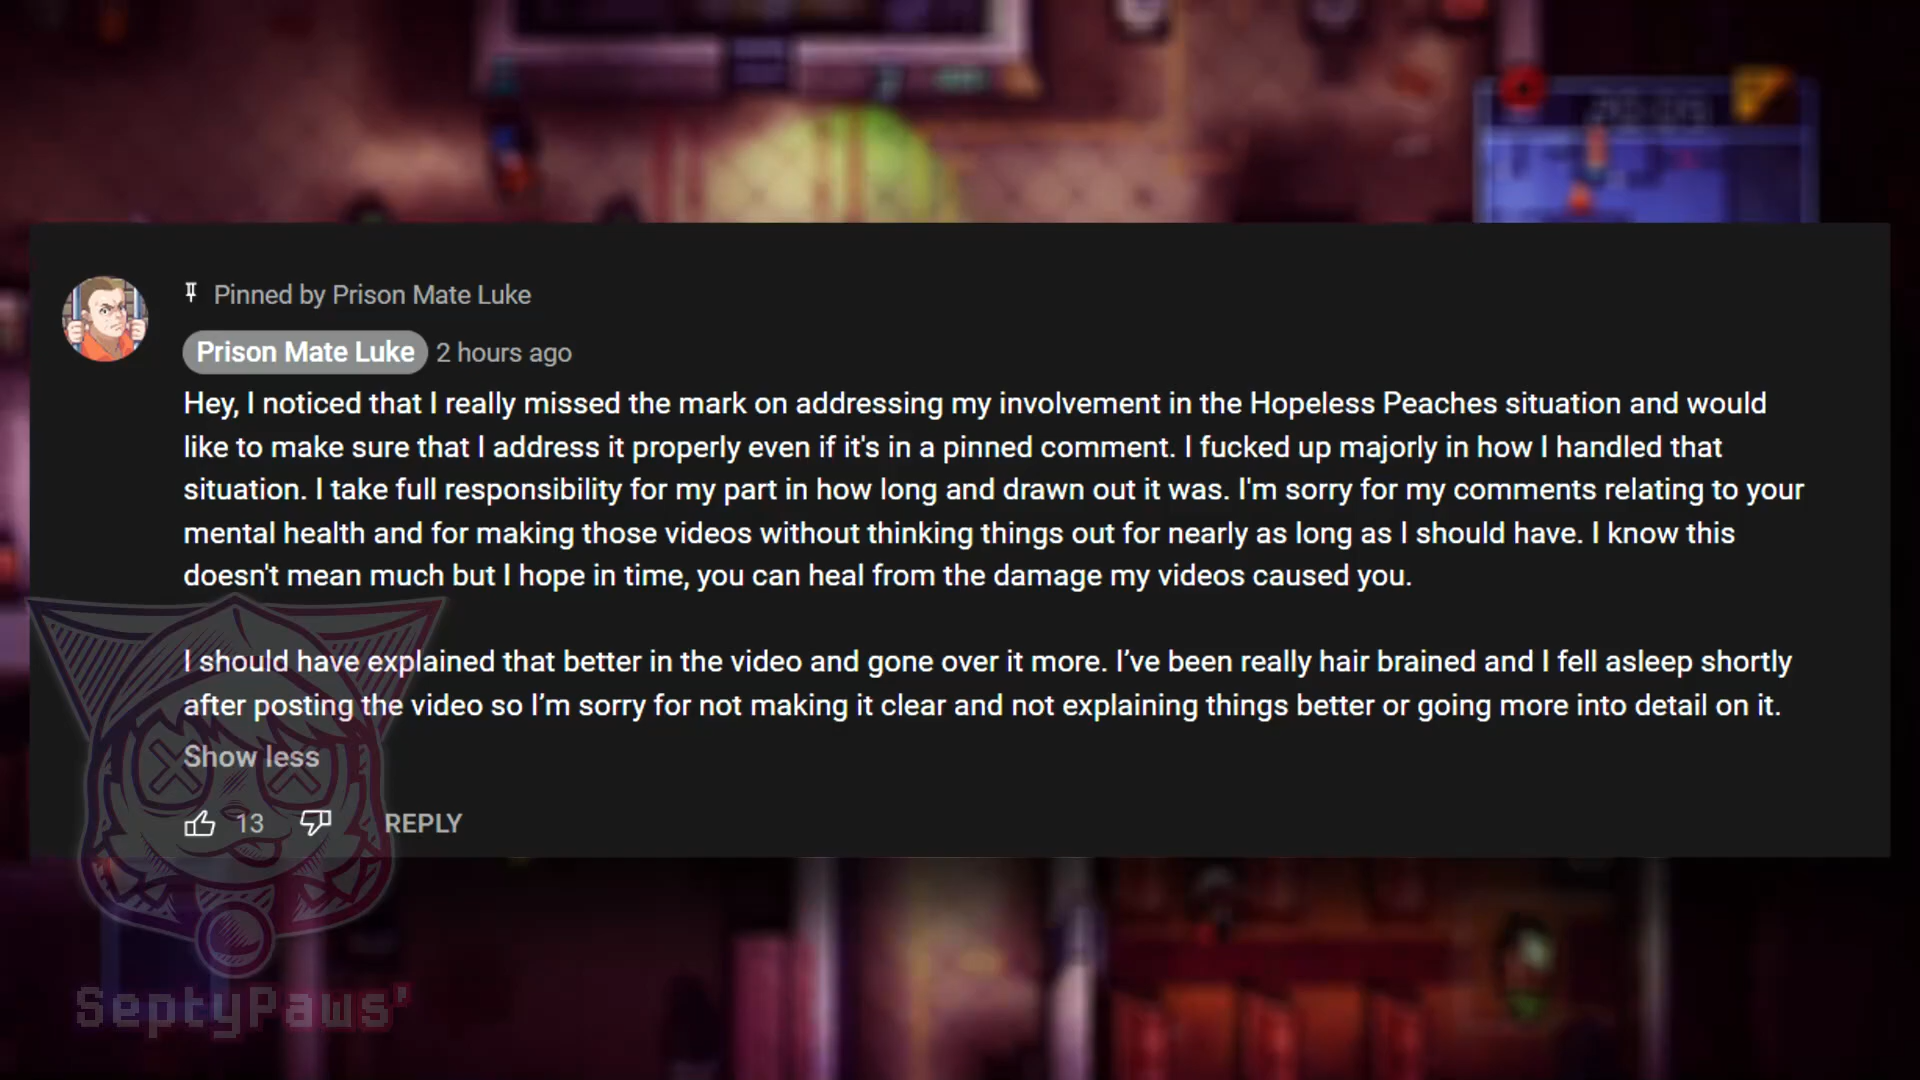 Pinned by Prison Mate Luke
Prison Mate Luke 2 hours ago
Hey, I noticed that I really missed the mark on addressing my involvement in the Hopeless Peaches situation and would
like to make sure that I address it properly even if it's in a pinned comment. I fucked up majorly in how I handled that
situation. I take full responsibility for my part in how long and drawn out it was. I'm sorry for my comments relating to your
mental health and for making those videos without thinking things out for nearly as long as I should have. I know this
doesn't mean much but I hope in time, you can heal from the damage my videos caused you.
I should have explained that better in the video and gone over it more. I’ve been really hair brained and I fell asleep shortly
after posting the video so I’m sorry for not making it clear and not explaining things better or going more into detail on it.
Show less
13 REPLY
SeptyPaws'